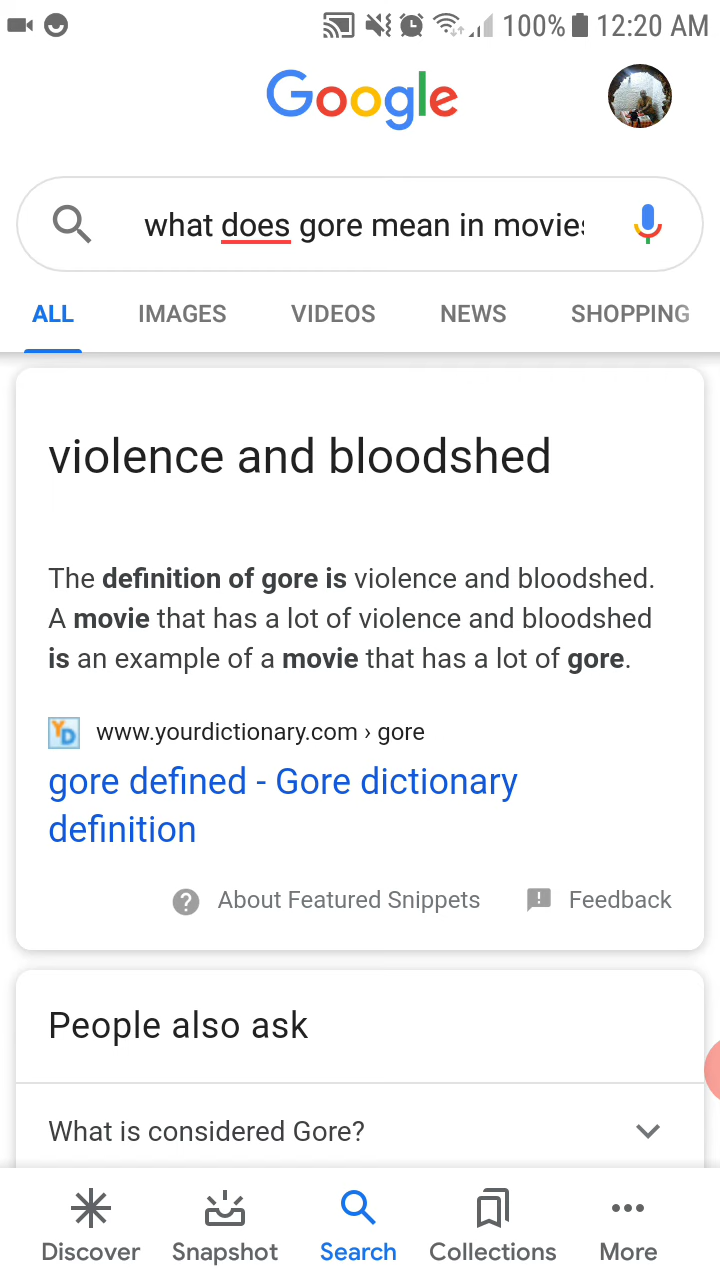 100% 12:20 AM
Google
what does gore mean in movies
ALL IMAGES VIDEOS NEWS SHOPPING
violence and bloodshed
The definition of gore is violence and bloodshed.
A movie that has a lot of violence and bloodshed
is an example of a movie that has a lot of gore.
YD www.yourdictionary.com › gore
gore defined - Gore dictionary
definition
? About Featured Snippets ! Feedback
People also ask
What is considered Gore?
Discover Snapshot Search Collections More